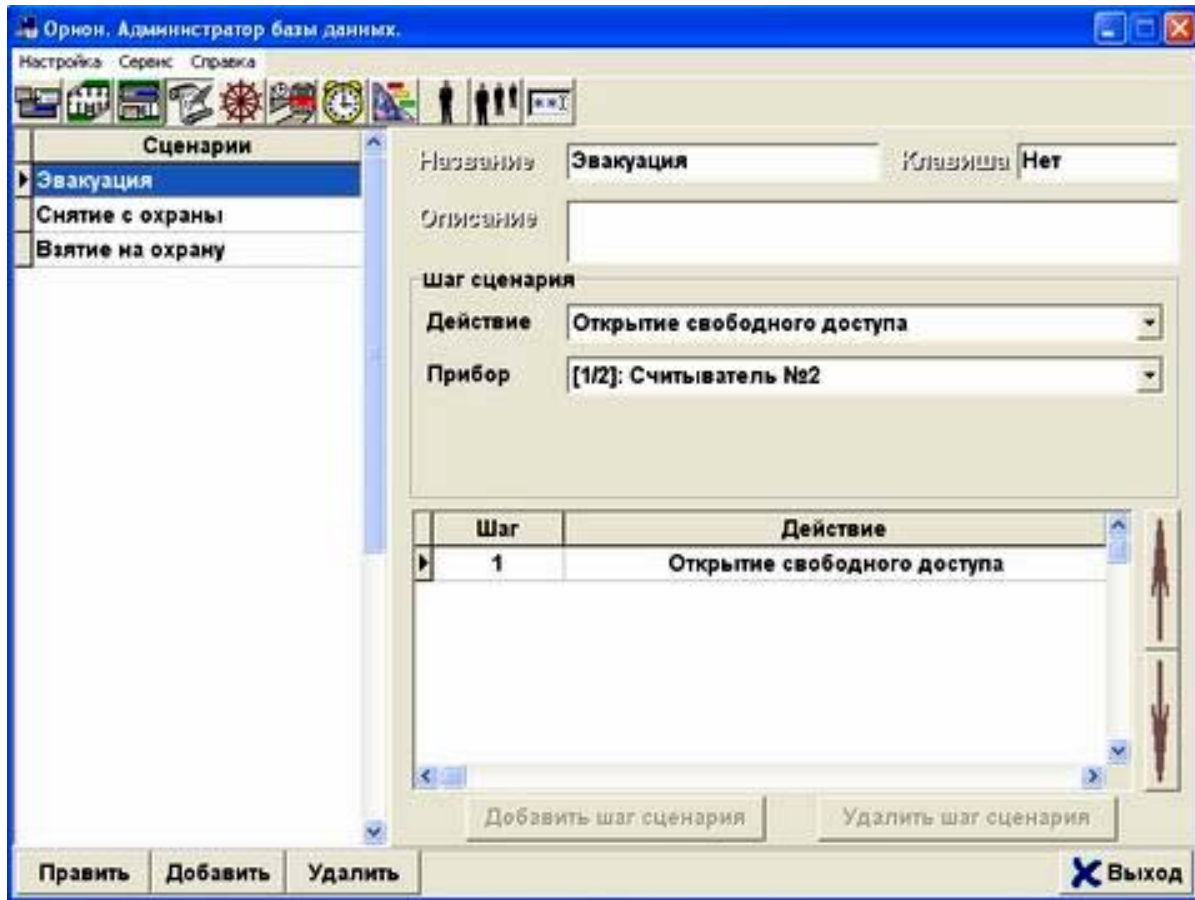 Орион. Администратор базы данных.
Настройка Сервис Справка
**I
Сценарии
Эвакуация
Снятие с охраны
Взятие на охрану
Название Эвакуация Клавиша Нет
Описание
Шаг сценария
Действие Открытие свободного доступа
Прибор [1/2]: Считыватель №2
Шаг Действие
1 Открытие свободного доступа
Добавить шаг сценария Удалить шаг сценария
Править Добавить Удалить Выход